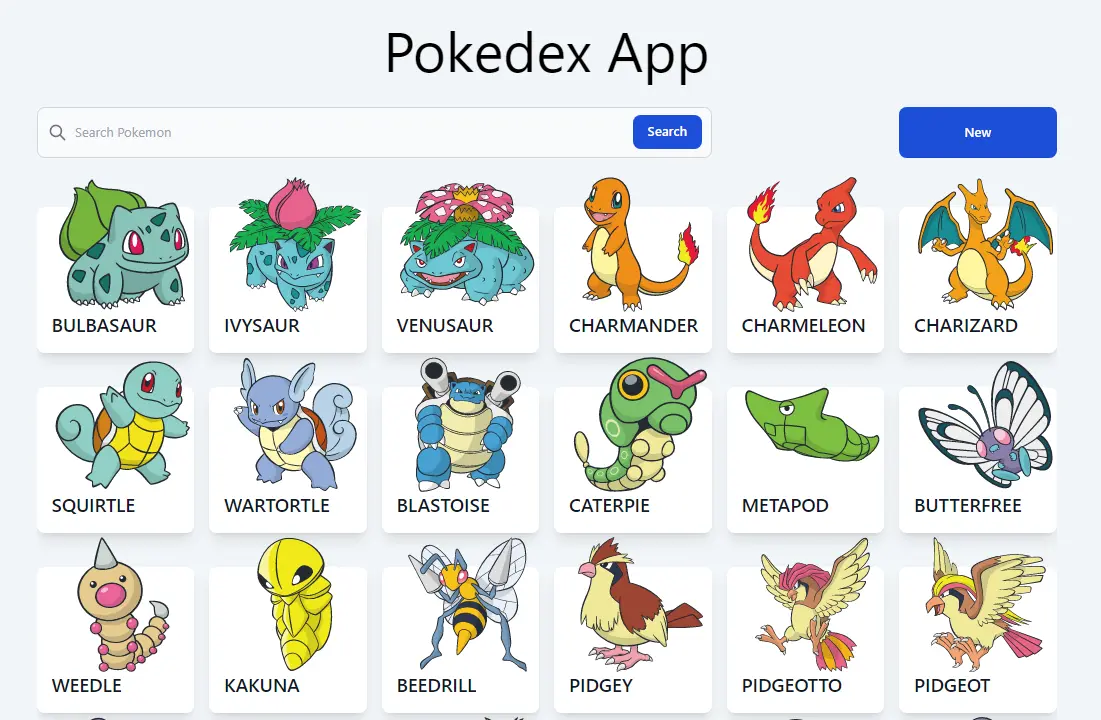 Pokedex App
Search Pokemon
Search
New
BULBASAUR
IVYSAUR
VENUSAUR
CHARMANDER
CHARMELEON
CHARIZARD
SQUIRTLE
WARTORTLE
BLASTOISE
CATERPIE
METAPOD
BUTTERFREE
WEEDLE
KAKUNA
BEEDRILL
PIDGEY
PIDGEOTTO
PIDGEOT